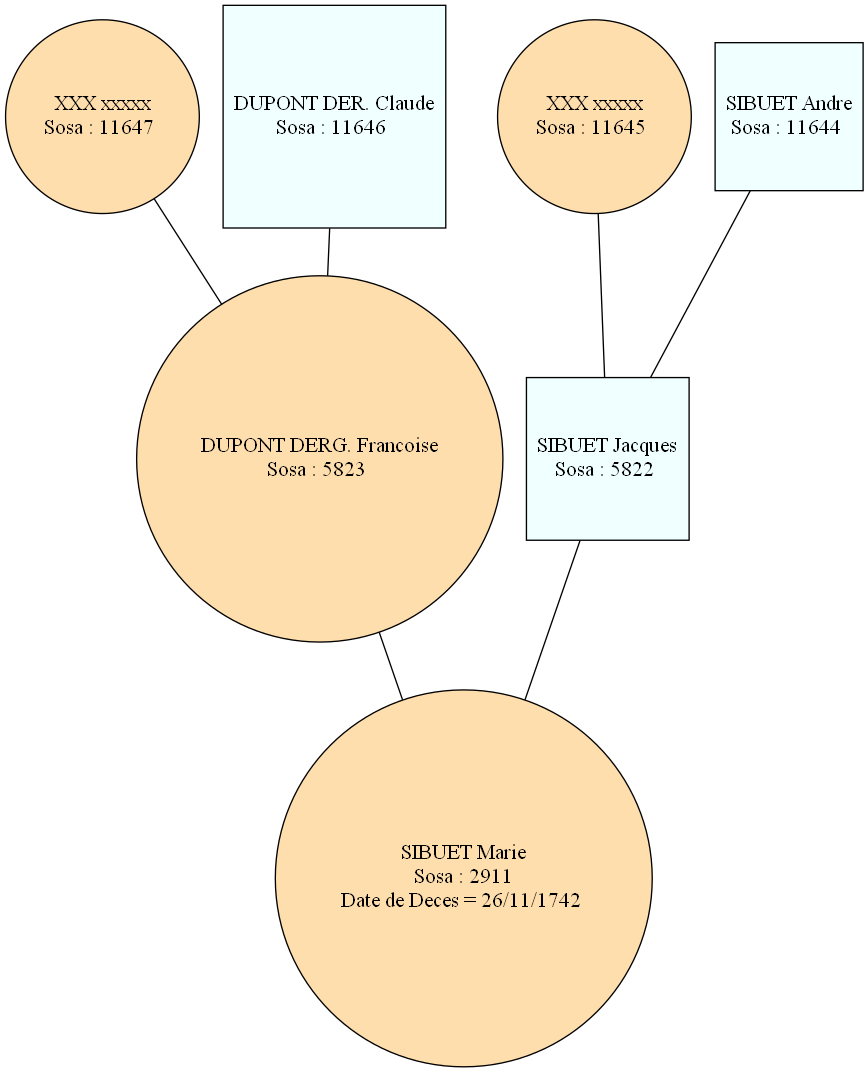 XXX xxxxx
Sosa : 11647
DUPONT DER. Claude
Sosa : 11646
XXX xxxxx
Sosa : 11645
SIBUET Andre
Sosa : 11644
DUPONT DERG. Francoise
Sosa : 5823
SIBUET Jacques
Sosa : 5822
SIBUET Marie
Sosa : 2911
Date de Deces = 26/11/1742